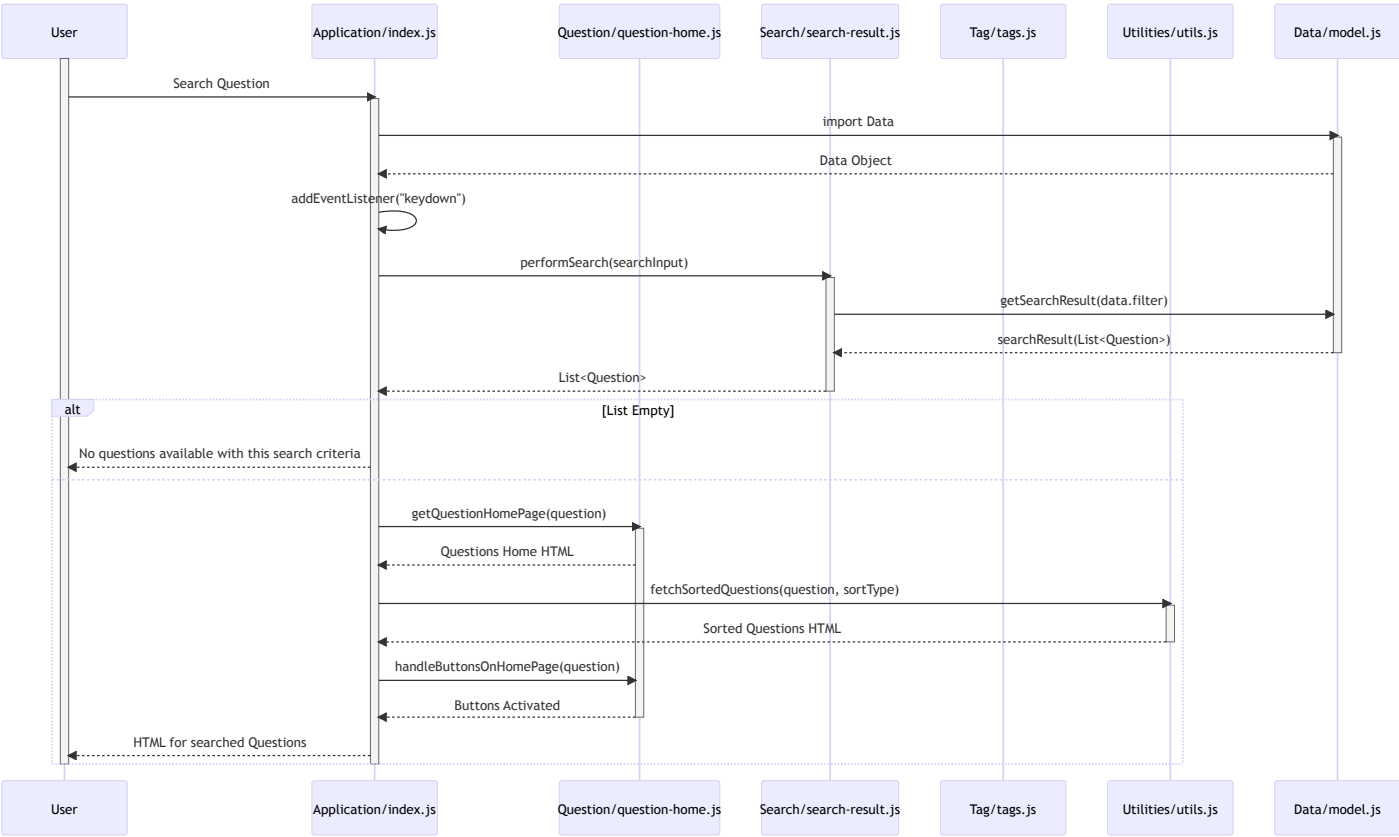 User
Application/index.js
Question/question-home.js
Search/search-result.js
Tag/tags.js
Utilities/utils.js
Data/model.js
Search Question
import Data
Data Object
addEventListener("keydown")
performSearch(searchInput)
getSearchResult(data.filter)
searchResult(List<Question>)
List<Question>
alt
[List Empty]
No questions available with this search criteria
getQuestionHomePage(question)
Questions Home HTML
fetchSortedQuestions(question, sortType)
Sorted Questions HTML
handleButtonsOnHomePage(question)
Buttons Activated
HTML for searched Questions
User
Application/index.js
Question/question-home.js
Search/search-result.js
Tag/tags.js
Utilities/utils.js
Data/model.js